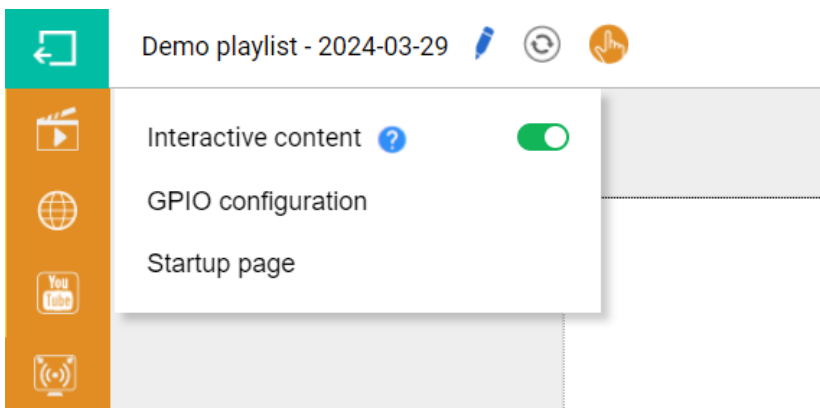 Demo playlist - 2024-03-29
Interactive content ?
GPIO configuration
Startup page
You
Tube